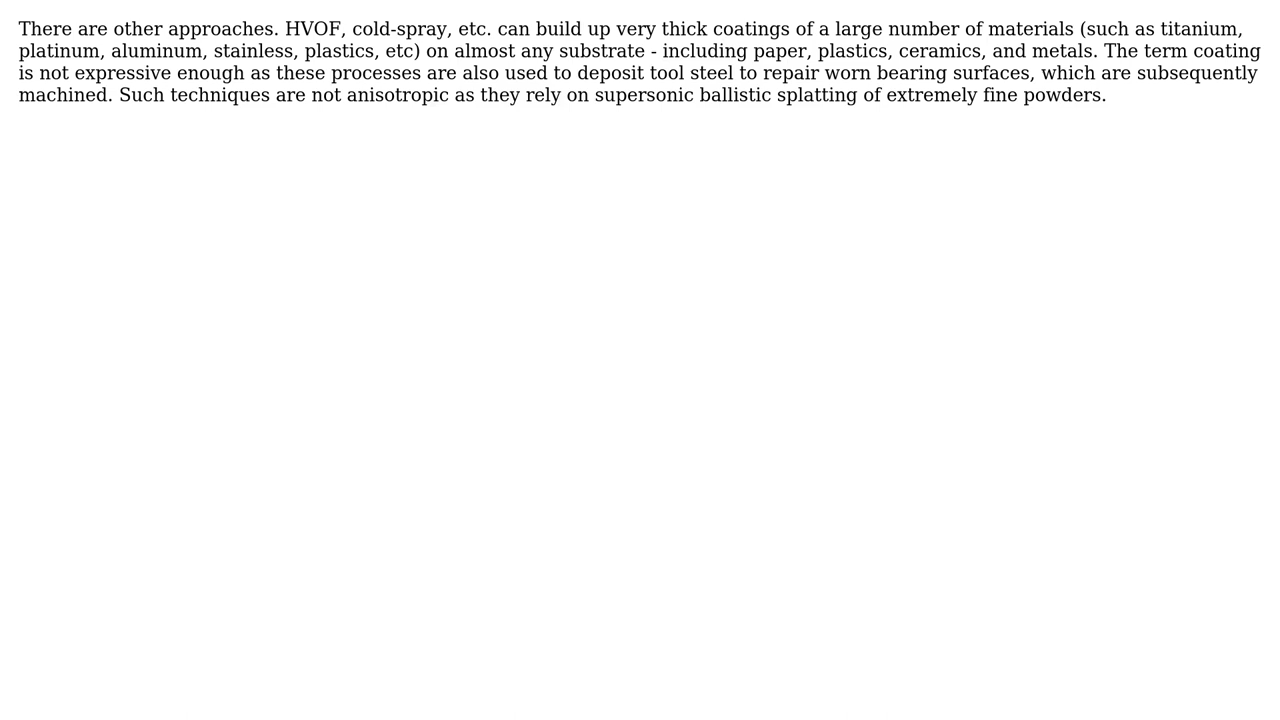 There are other approaches. HVOF, cold-spray, etc. can build up very thick coatings of a large number of materials (such as titanium,
platinum, aluminum, stainless, plastics, etc) on almost any substrate - including paper, plastics, ceramics, and metals. The term coating
is not expressive enough as these processes are also used to deposit tool steel to repair worn bearing surfaces, which are subsequently
machined. Such techniques are not anisotropic as they rely on supersonic ballistic splatting of extremely fine powders.